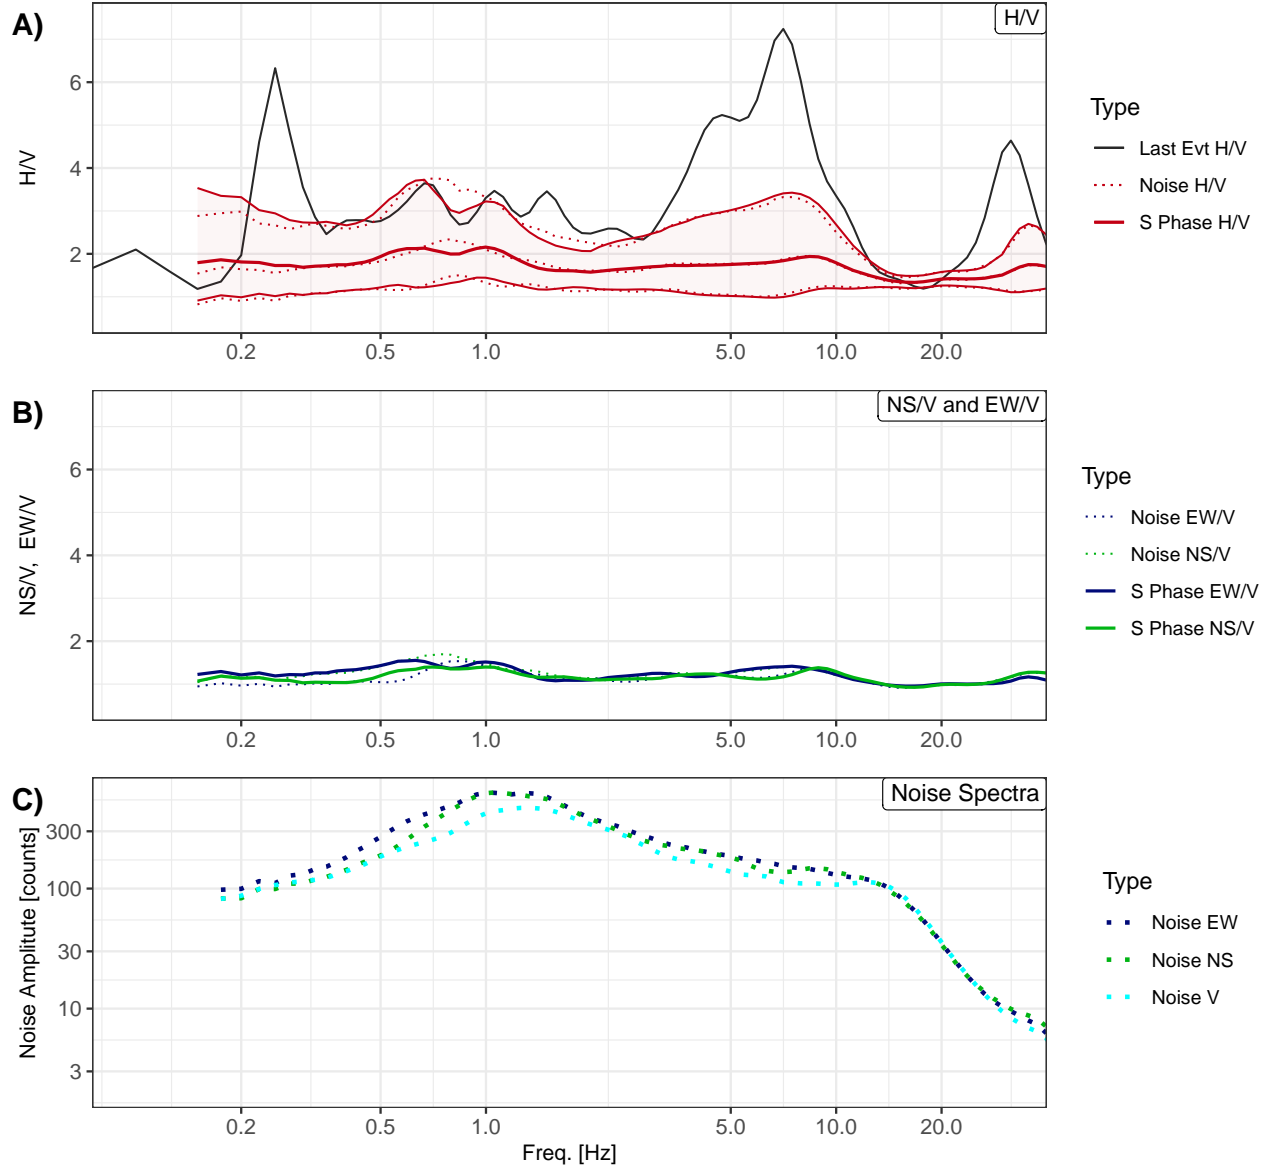 A)
H/V
6
4
2
H/V
0.2 0.5 1.0 5.0 10.0 20.0
Type
Last Evt H/V
Noise H/V
S Phase H/V
B)
NS/V and EW/V
6
4
2
NS/V, EW/V
0.2 0.5 1.0 5.0 10.0 20.0
Type
Noise EW/V
Noise NS/V
S Phase EW/V
S Phase NS/V
C)
Noise Spectra
300
100
30
10
3
Noise Amplitute [counts]
0.2 0.5 1.0 5.0 10.0 20.0
Freq. [Hz]
Type
Noise EW
Noise NS
Noise V